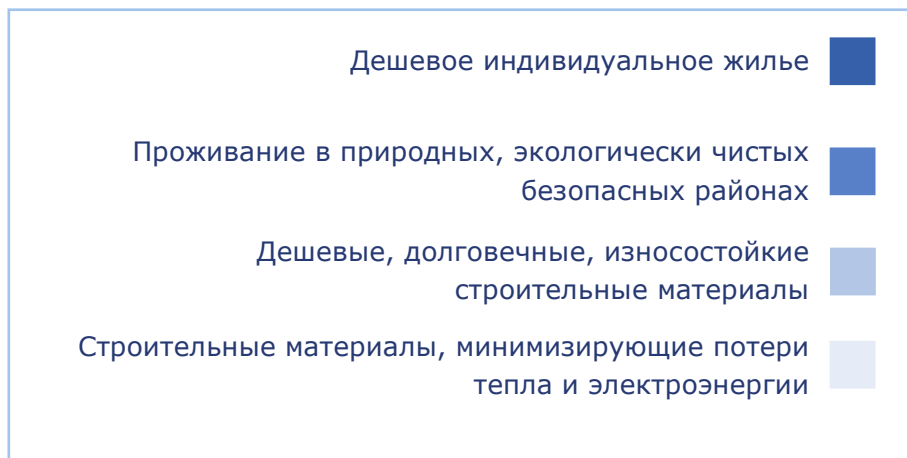 Дешевое индивидуальное жилье
Проживание в природных, экологически чистых
безопасных районах
Дешевые, долговечные, износостойкие
строительные материалы
Строительные материалы, минимизирующие потери
тепла и электроэнергии